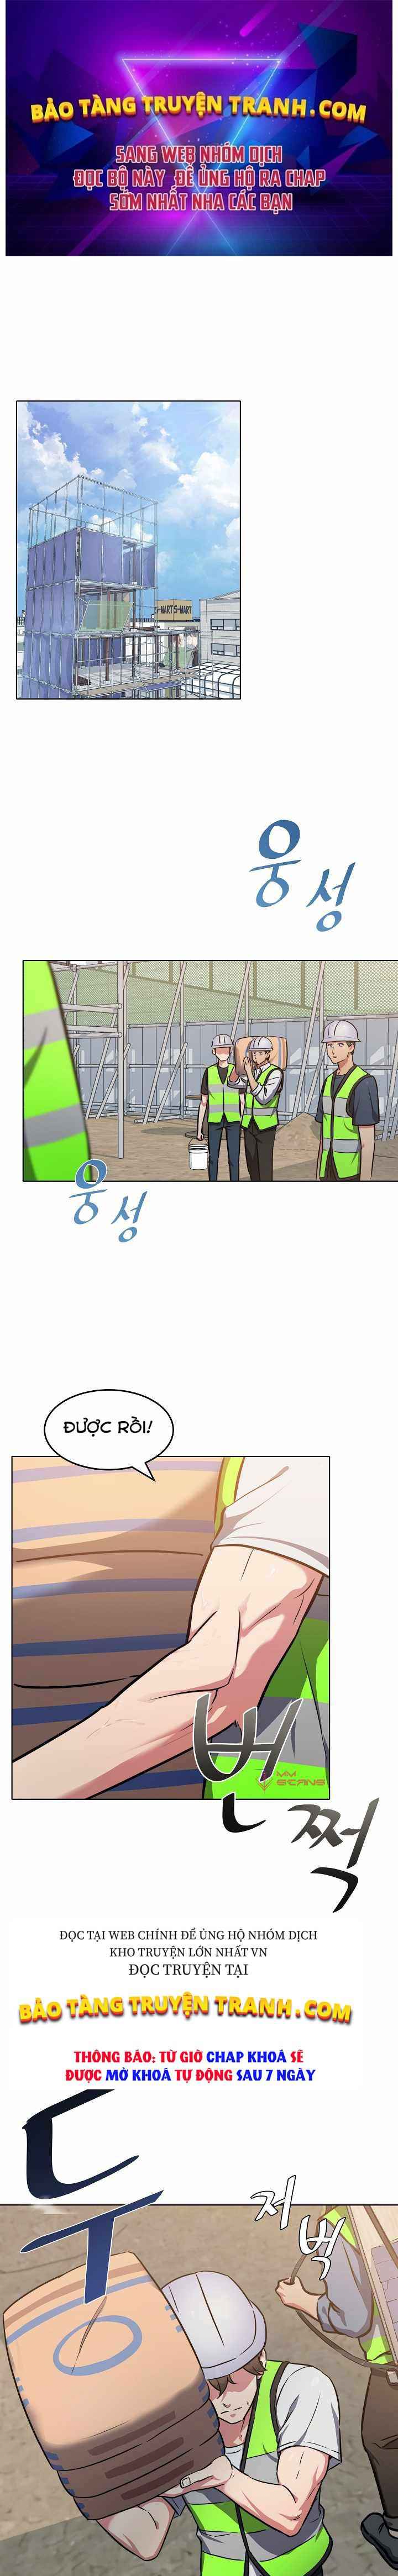 BẢO TÀNG TRUYỆN TRANH.COM
SANG WEB NHÓM DỊCH
ĐỌC BỘ NÀY ĐỂ ỦNG HỘ RA CHAP
SỚM NHẤT NHA CÁC BẠN
S-MART S-MART
웅성
웅성
ĐƯỢC RỒI!
번쩍
MM
SCANS
ĐỌC TẠI WEB CHÍNH ĐỂ ỦNG HỘ NHÓM DỊCH
KHO TRUYỆN LỚN NHẤT VN
ĐỌC TRUYỆN TẠI
BẢO TÀNG TRUYỆN TRANH.COM
THÔNG BÁO: TỪ GIỜ CHAP KHOÁ SẼ
ĐƯỢC MỞ KHOÁ TỰ ĐỘNG SAU 7 NGÀY
저벅